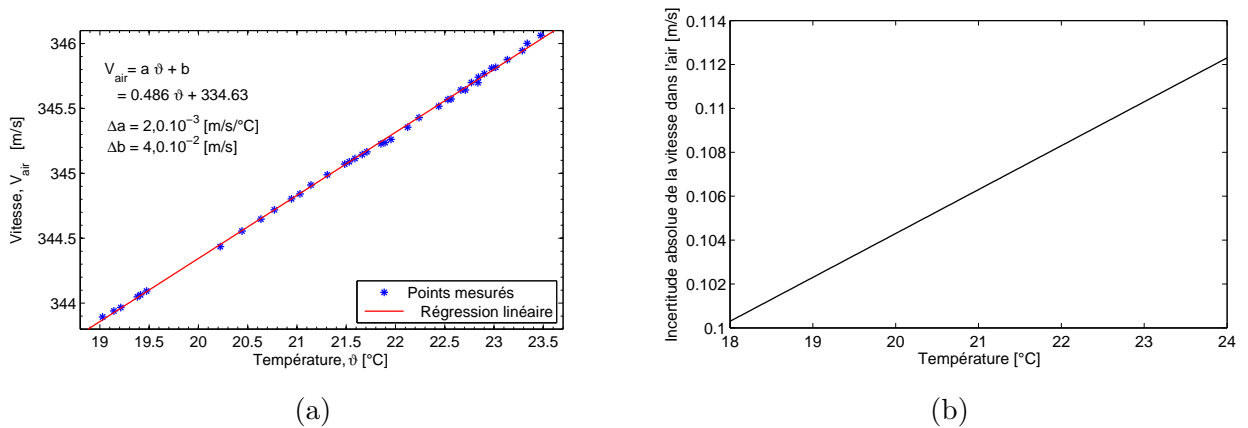 346
345.5
345
344.5
344
Vitesse, V_air [m/s]
V_air = a ϑ + b
= 0.486 ϑ + 334.63
Δa = 2,0.10⁻³ [m/s/°C]
Δb = 4,0.10⁻² [m/s]
Points mesurés
Régression linéaire
19 19.5 20 20.5 21 21.5 22 22.5 23 23.5
Température, ϑ [°C]
(a)
0.114
0.112
0.11
0.108
0.106
0.104
0.102
0.1
Incertitude absolue de la vitesse dans l'air [m/s]
18 19 20 21 22 23 24
Température [°C]
(b)